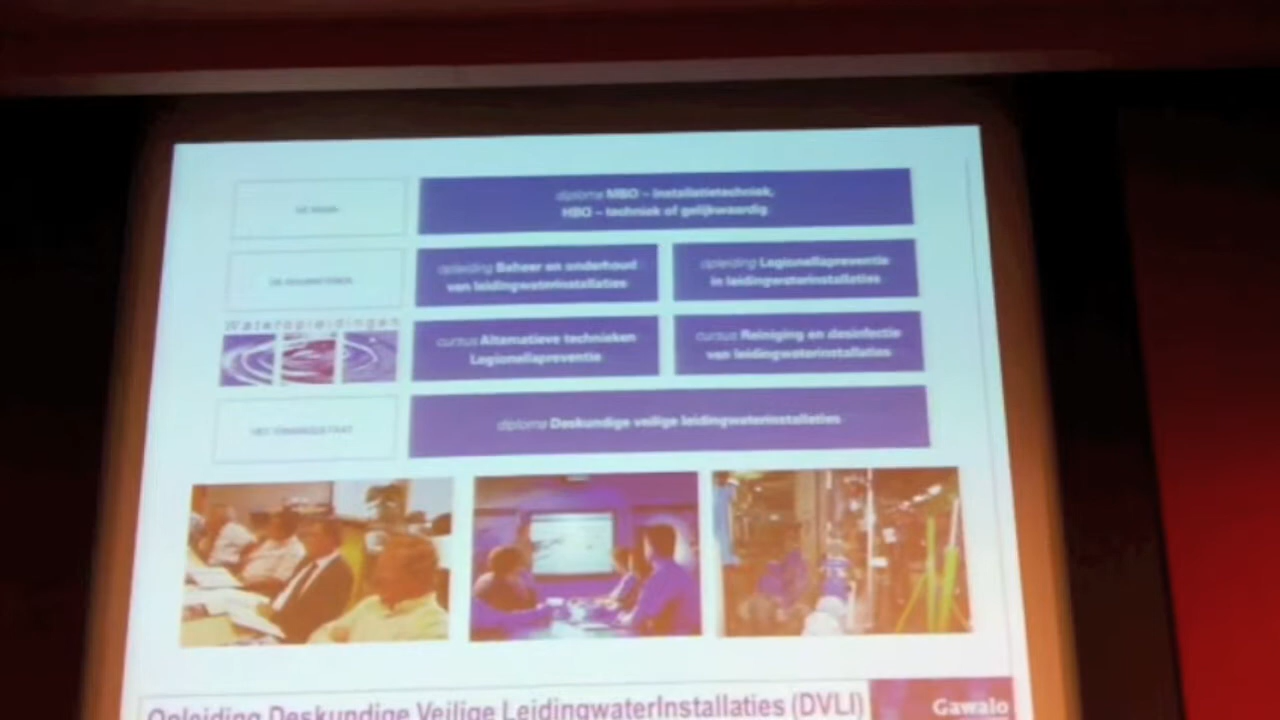 diploma MBO – Installatietechniek,
HBO – techniek of gelijkwaardig
opleiding Beheer en onderhoud
van leidingwaterinstallaties
opleiding Legionellapreventie
in leidingwaterinstallaties
Wateropleidingen
cursus Alternatieve technieken
Legionellapreventie
cursus Reiniging en desinfectie
van leidingwaterinstallaties
diploma Deskundige veilige leidingwaterinstallaties
Opleiding Deskundige Veilige LeidingwaterInstallaties (DVLI)
Gawalo